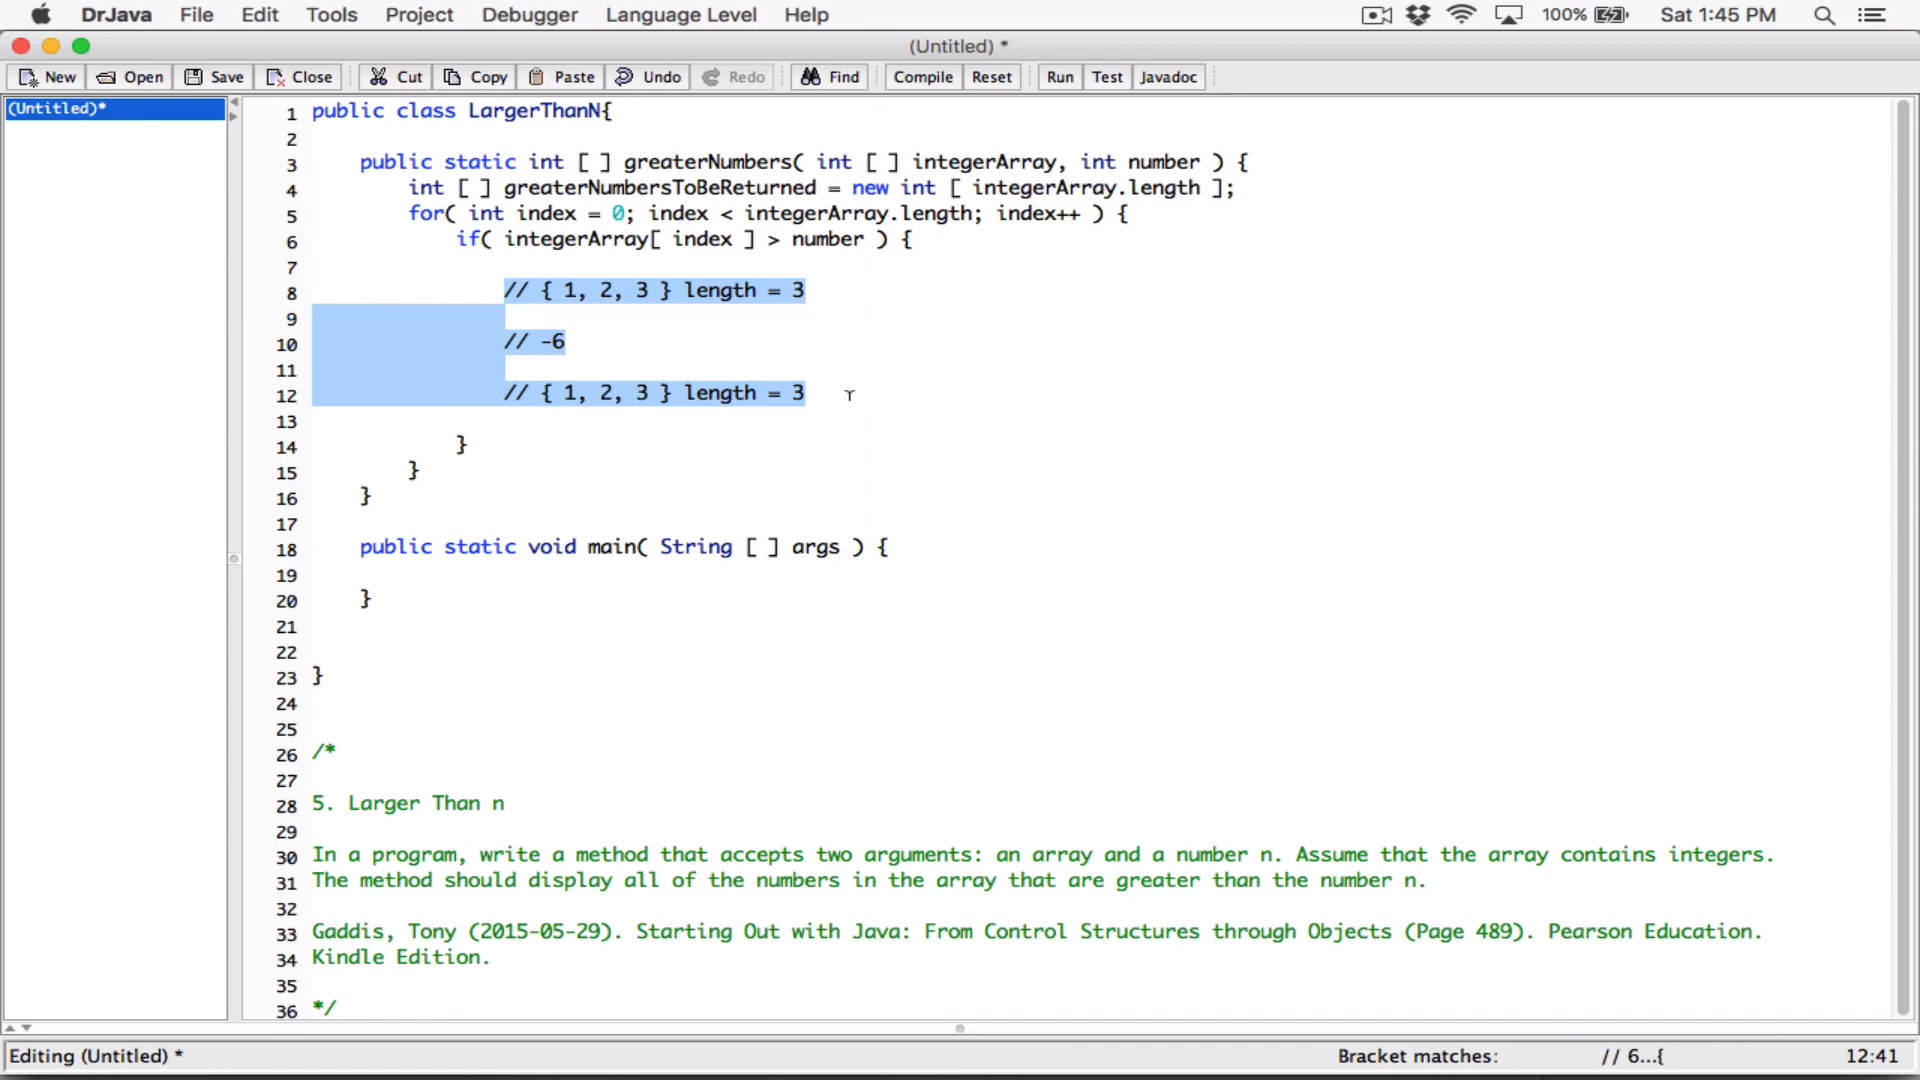 DrJava File Edit Tools Project Debugger Language Level Help 100% Sat 1:45 PM
(Untitled) *
New Open Save Close Cut Copy Paste Undo Redo Find Compile Reset Run Test Javadoc
(Untitled)*
1 public class LargerThanN{
2
3 public static int [ ] greaterNumbers( int [ ] integerArray, int number ) {
4 int [ ] greaterNumbersToBeReturned = new int [ integerArray.length ];
5 for( int index = 0; index < integerArray.length; index++ ) {
6 if( integerArray[ index ] > number ) {
7
8 // { 1, 2, 3 } length = 3
9
10 // -6
11
12 // { 1, 2, 3 } length = 3
13
14 }
15 }
16 }
17
18 public static void main( String [ ] args ) {
19
20 }
21
22
23 }
24
25
26 /*
27
28 5. Larger Than n
29
30 In a program, write a method that accepts two arguments: an array and a number n. Assume that the array contains integers.
31 The method should display all of the numbers in the array that are greater than the number n.
32
33 Gaddis, Tony (2015-05-29). Starting Out with Java: From Control Structures through Objects (Page 489). Pearson Education.
34 Kindle Edition.
35
36 */
Editing (Untitled) * Bracket matches: // 6...{ 12:41